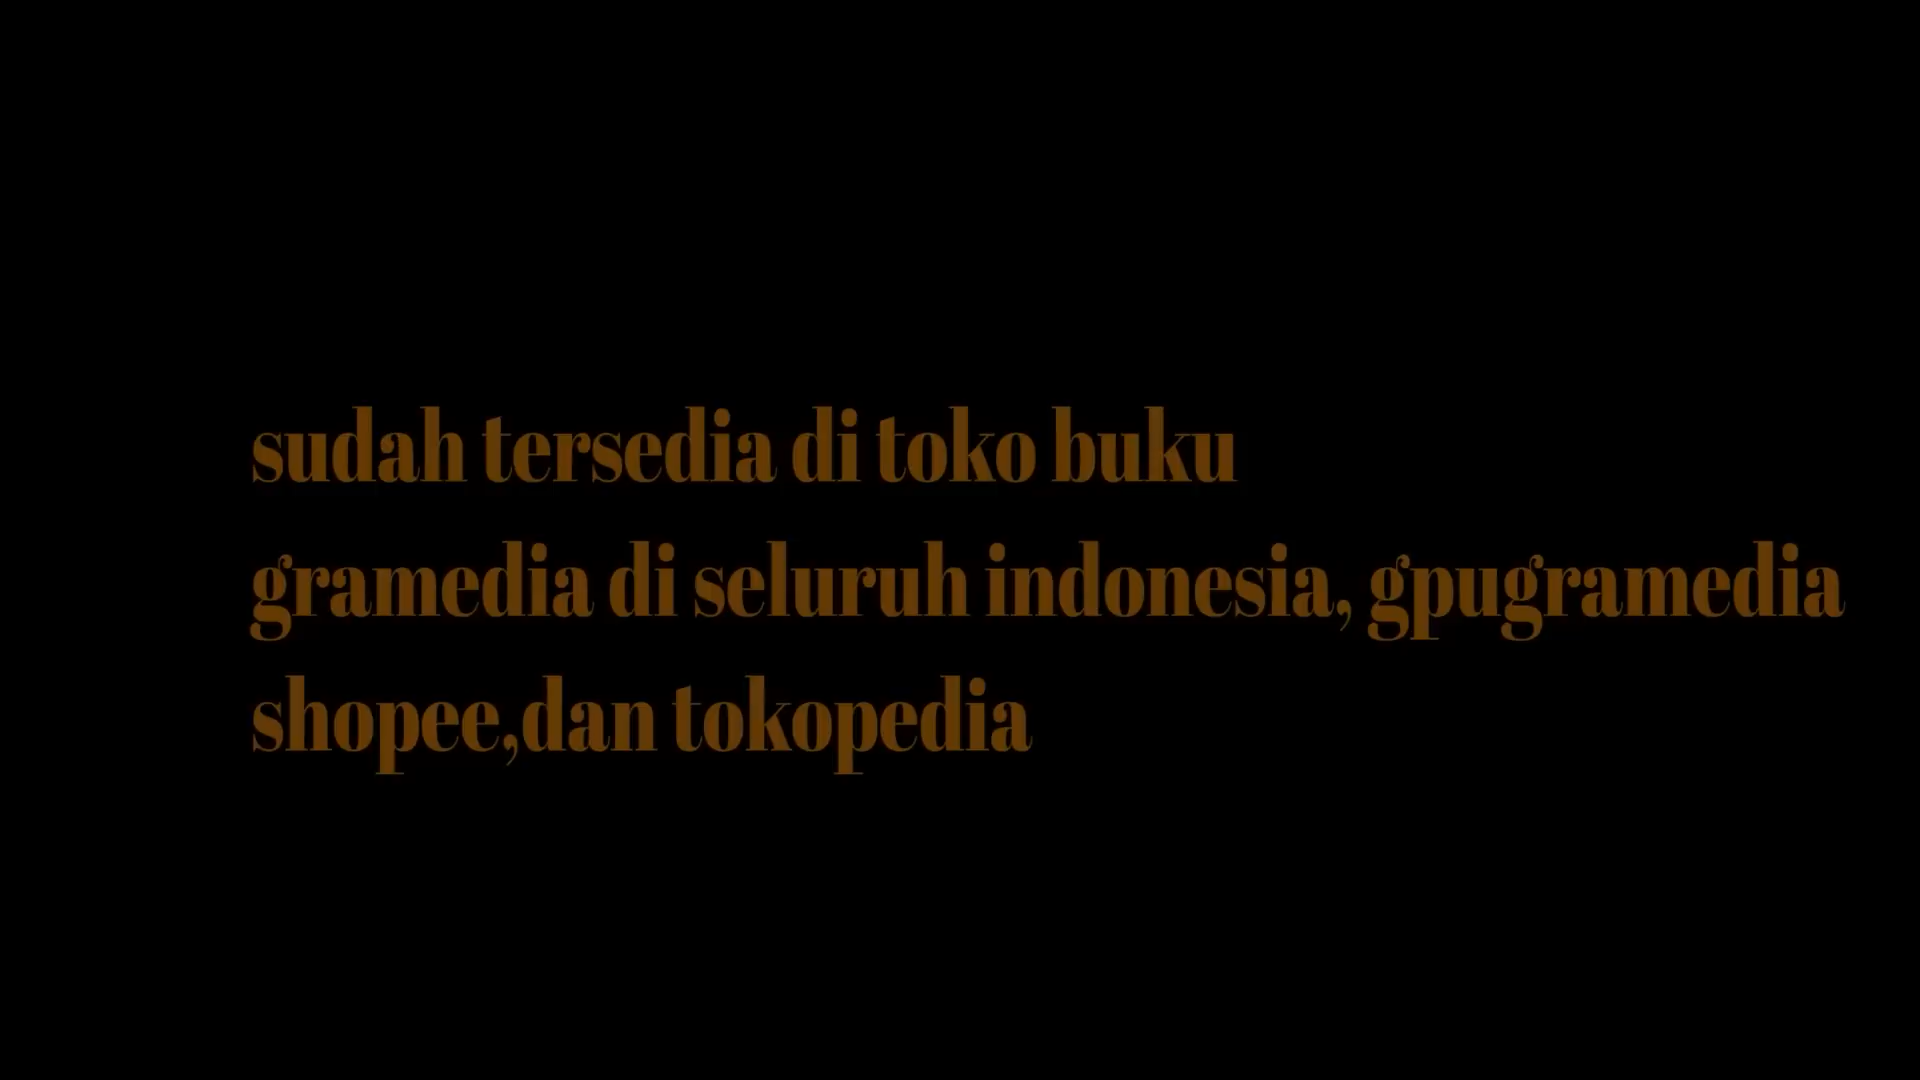 sudah tersedia di toko buku
gramedia di seluruh indonesia, gpugramedia
shopee,dan tokopedia